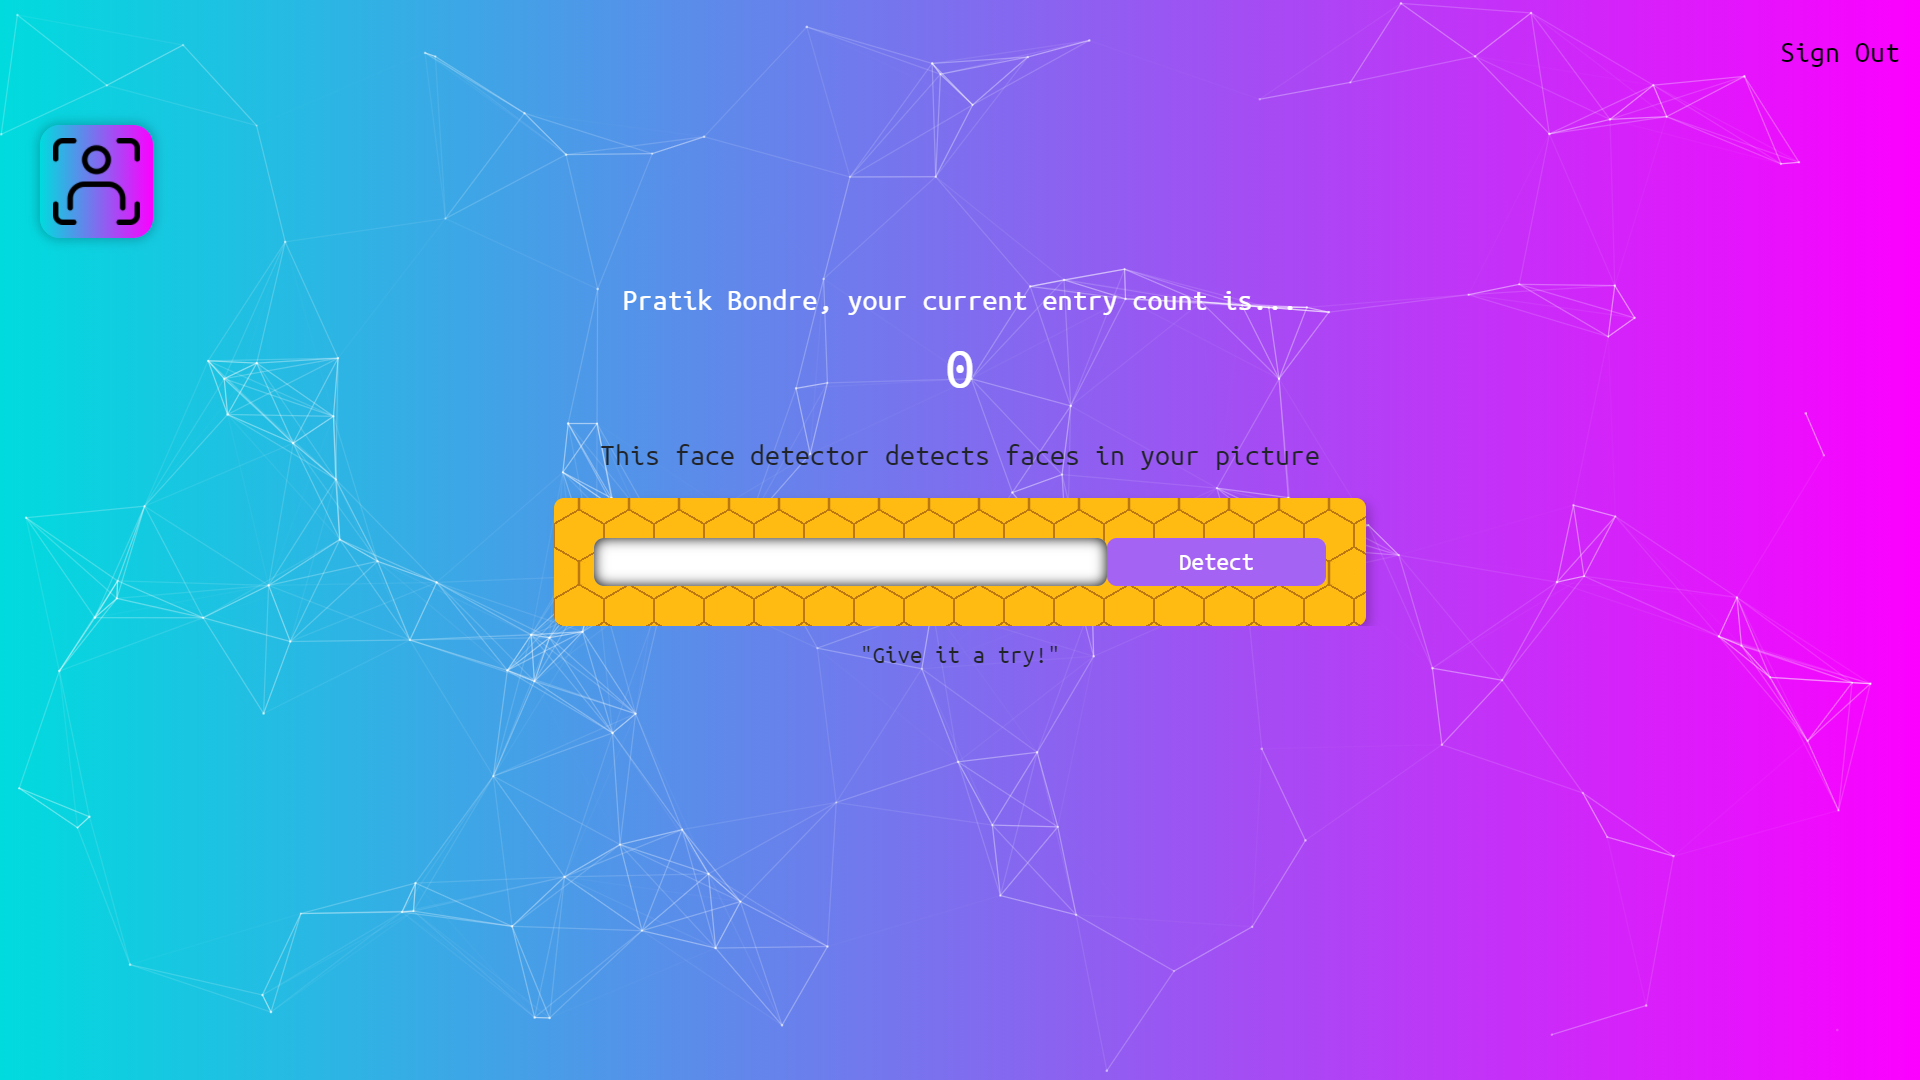 Sign Out
Pratik Bondre, your current entry count is...
0
This face detector detects faces in your picture
Detect
"Give it a try!"